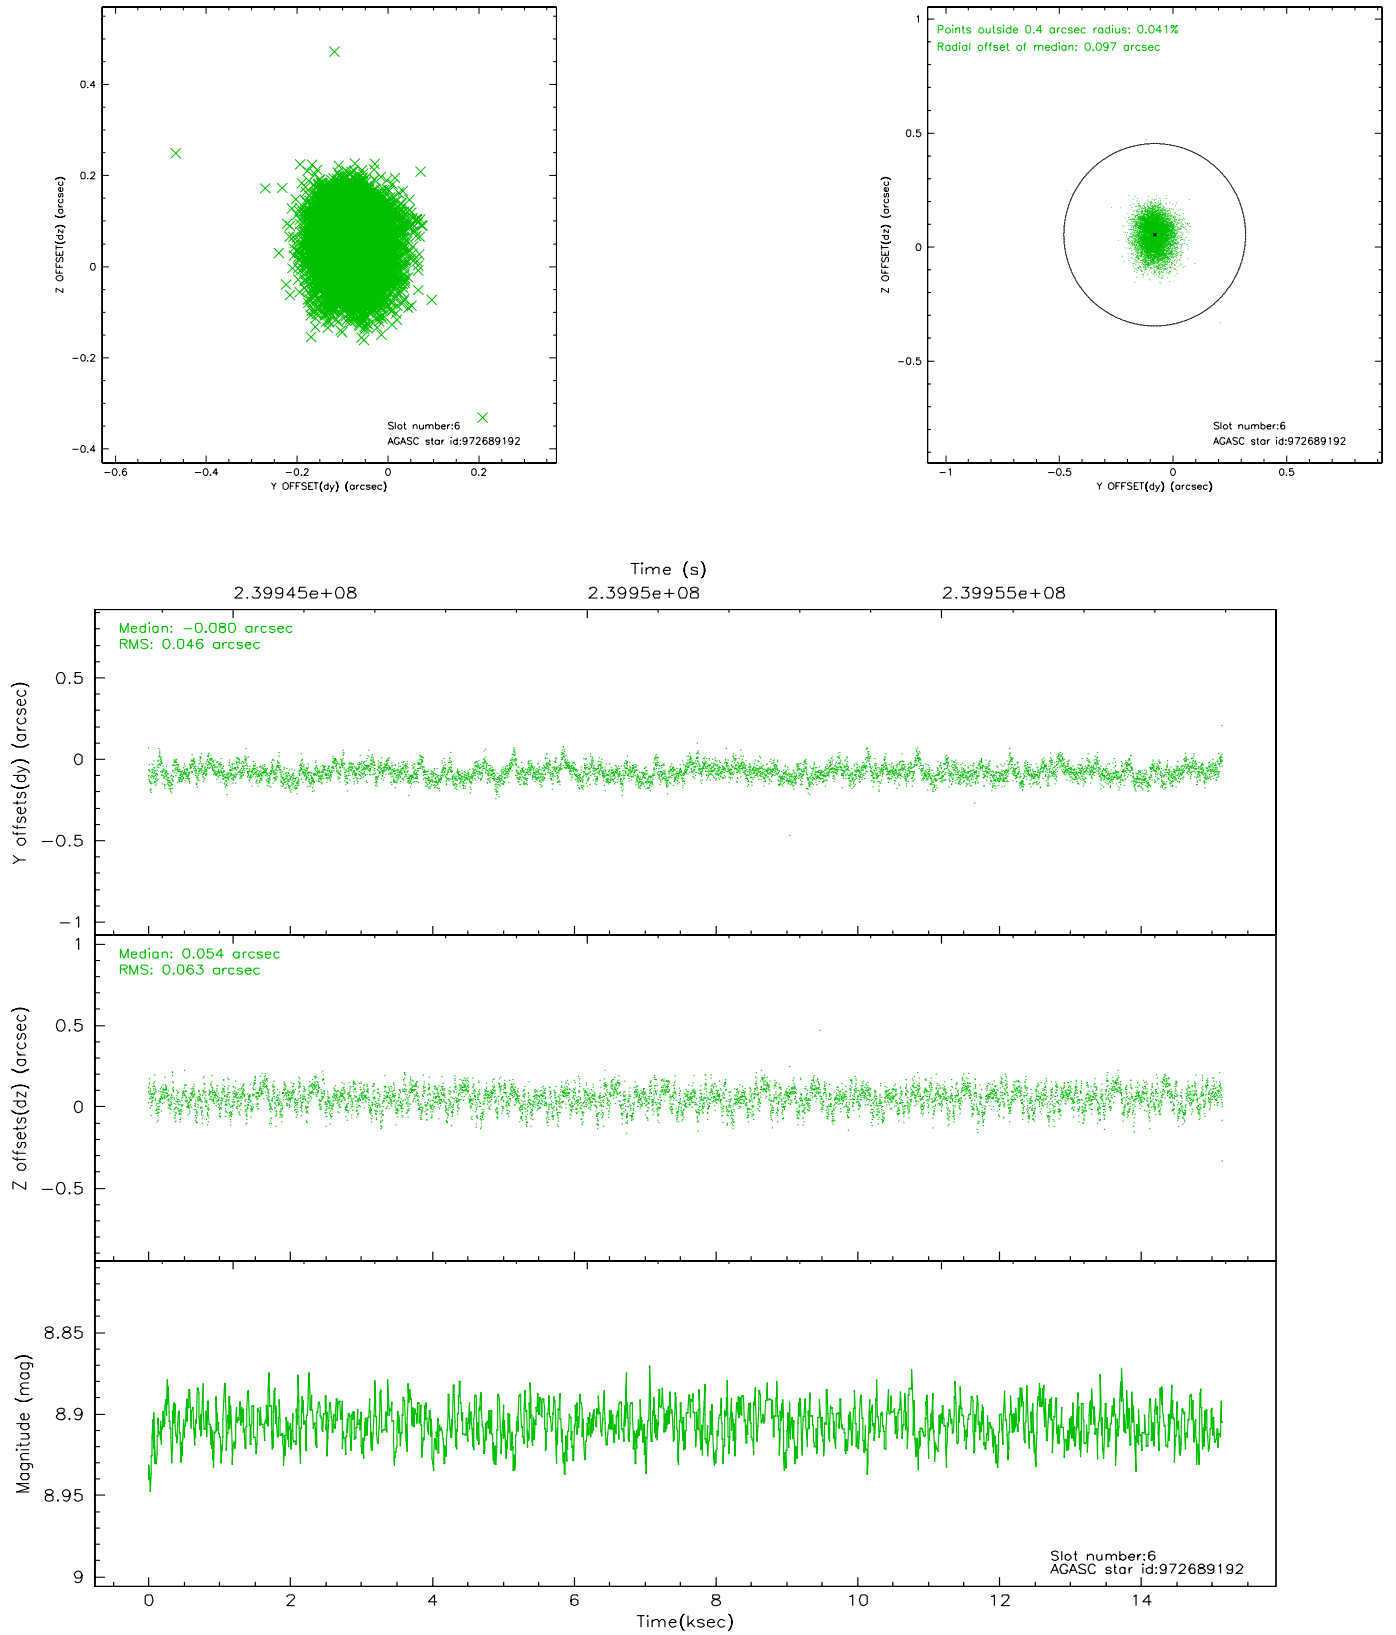 0.4
0.2
0
−0.2
−0.4
Z OFFSET(dz) (arcsec)
Slot number:6
AGASC star id:972689192
−0.6 −0.4 −0.2 0 0.2
Y OFFSET(dy) (arcsec)
Points outside 0.4 arcsec radius: 0.041%
Radial offset of median: 0.097 arcsec
1
0.5
0
−0.5
Z OFFSET(dz) (arcsec)
Slot number:6
AGASC star id:972689192
−1 −0.5 0 0.5
Y OFFSET(dy) (arcsec)
Time (s)
2.39945e+08 2.3995e+08 2.39955e+08
Median: −0.080 arcsec
RMS: 0.046 arcsec
0.5
0
−0.5
−1
Y offsets(dy) (arcsec)
Median: 0.054 arcsec
RMS: 0.063 arcsec
1
0.5
0
−0.5
Z offsets(dz) (arcsec)
8.85
8.9
8.95
9
Magnitude (mag)
Slot number:6
AGASC star id:972689192
0 2 4 6 8 10 12 14
Time(ksec)